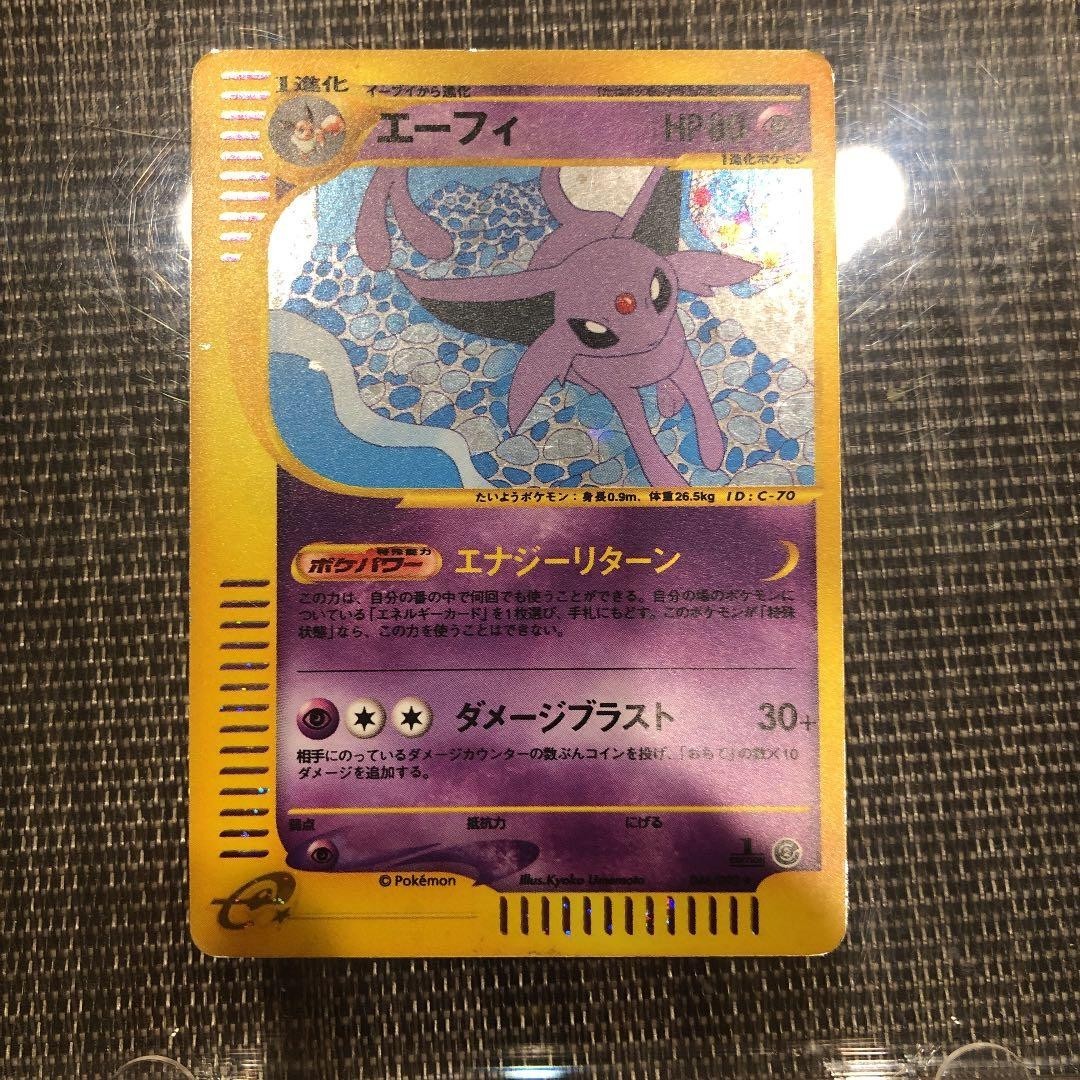 1進化
イーブイから進化
エーフィ
HP80
1進化ポケモン
たいようポケモン：身長0.9m、体重26.5kg ID：C-70
特殊能力
ポケパワー
エナジーリターン
この力は、自分の番の中で何回でも使うことができる。自分の場のポケモンに
ついている「エネルギーカード」を1枚選び、手札にもどす。このポケモンが「特殊
状態」なら、この力を使うことはできない。
ダメージブラスト 30+
相手にのっているダメージカウンターの数ぶんコインを投げ、「おもて」の数×10
ダメージを追加する。
弱点 抵抗力 にげる
1
EDITION
© Pokémon Illus.Kyoko Umemoto
e